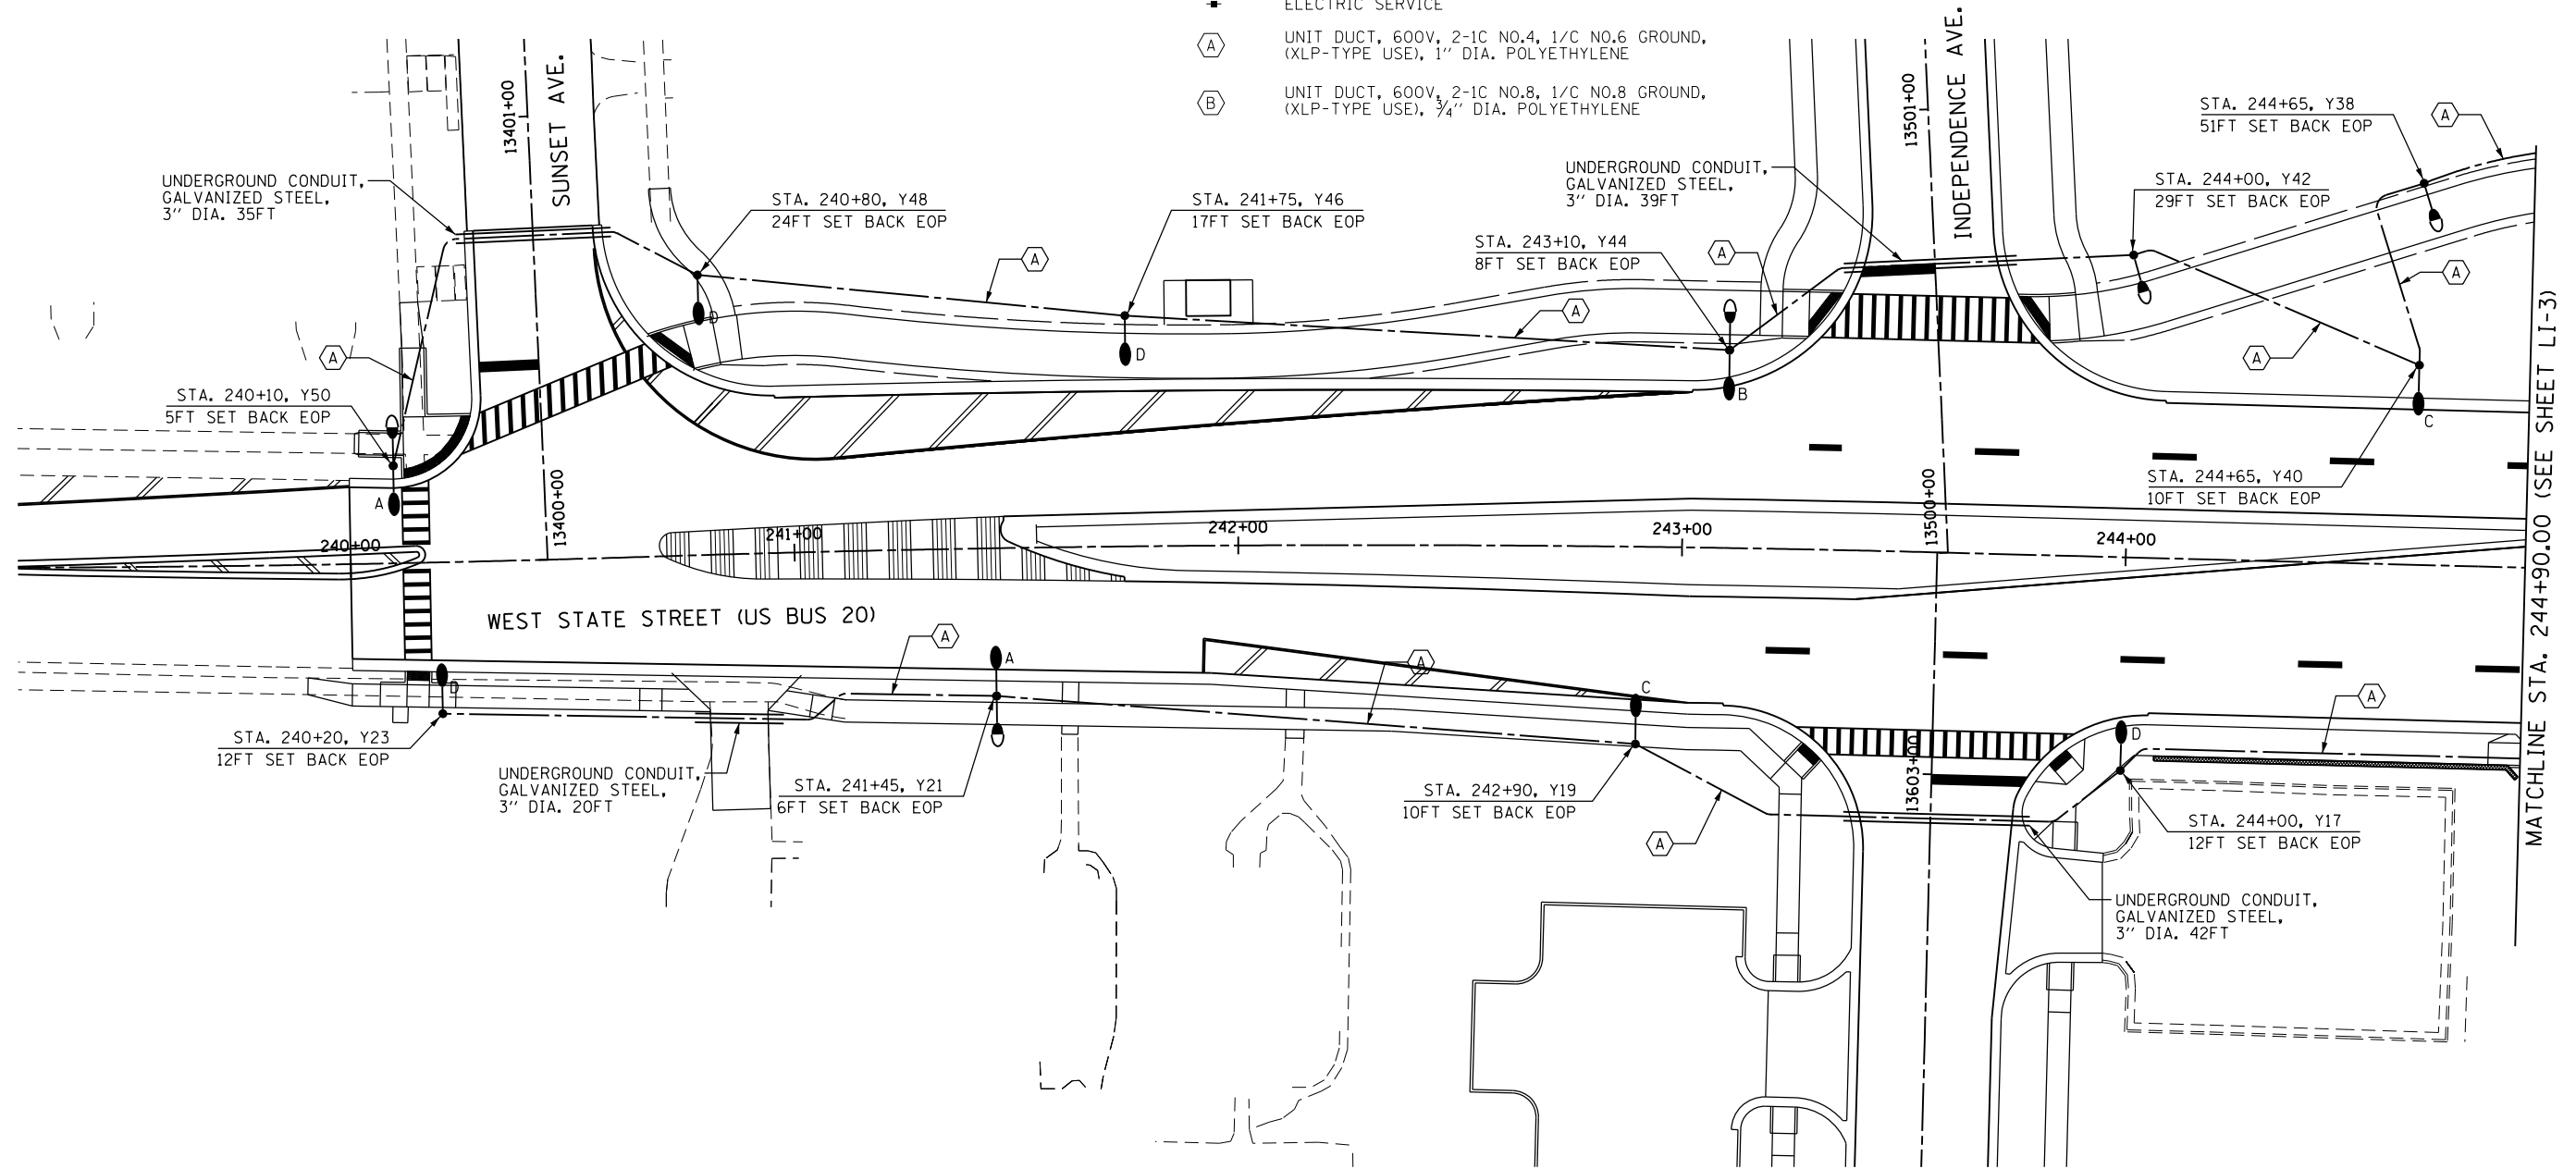 ELECTRIC SERVICE
A
UNIT DUCT, 600V, 2-1C NO.4, 1/C NO.6 GROUND,
(XLP-TYPE USE), 1" DIA. POLYETHYLENE
B
UNIT DUCT, 600V, 2-1C NO.8, 1/C NO.8 GROUND,
(XLP-TYPE USE), 3/4" DIA. POLYETHYLENE
13401+00
SUNSET AVE.
13501+00
INDEPENDENCE AVE.
STA. 244+65, Y38
51FT SET BACK EOP
A
UNDERGROUND CONDUIT,
GALVANIZED STEEL,
3" DIA. 35FT
STA. 240+80, Y48
24FT SET BACK EOP
STA. 241+75, Y46
17FT SET BACK EOP
UNDERGROUND CONDUIT,
GALVANIZED STEEL,
3" DIA. 39FT
STA. 244+00, Y42
29FT SET BACK EOP
STA. 243+10, Y44
8FT SET BACK EOP
A
A
A
A
D
D
A
A
A
STA. 240+10, Y50
5FT SET BACK EOP
B
C
A
13400+00
STA. 244+65, Y40
10FT SET BACK EOP
13500+00
240+00
241+00
242+00
243+00
244+00
MATCHLINE STA. 244+90.00 (SEE SHEET LI-3)
WEST STATE STREET (US BUS 20)
A
A
A
D
C
A
D
STA. 240+20, Y23
12FT SET BACK EOP
UNDERGROUND CONDUIT,
GALVANIZED STEEL,
3" DIA. 20FT
STA. 241+45, Y21
6FT SET BACK EOP
STA. 242+90, Y19
10FT SET BACK EOP
13603+00
A
STA. 244+00, Y17
12FT SET BACK EOP
UNDERGROUND CONDUIT,
GALVANIZED STEEL,
3" DIA. 42FT